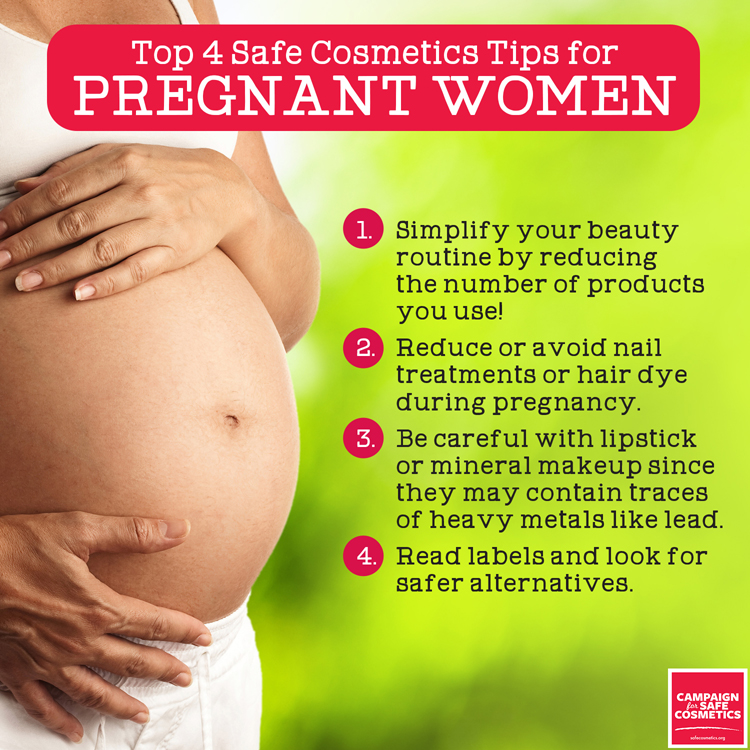 Top 4 Safe Cosmetics Tips for
PREGNANT WOMEN
1. Simplify your beauty
routine by reducing
the number of products
you use!
2. Reduce or avoid nail
treatments or hair dye
during pregnancy.
3. Be careful with lipstick
or mineral makeup since
they may contain traces
of heavy metals like lead.
4. Read labels and look for
safer alternatives.
CAMPAIGN
for SAFE
COSMETICS
safecosmetics.org